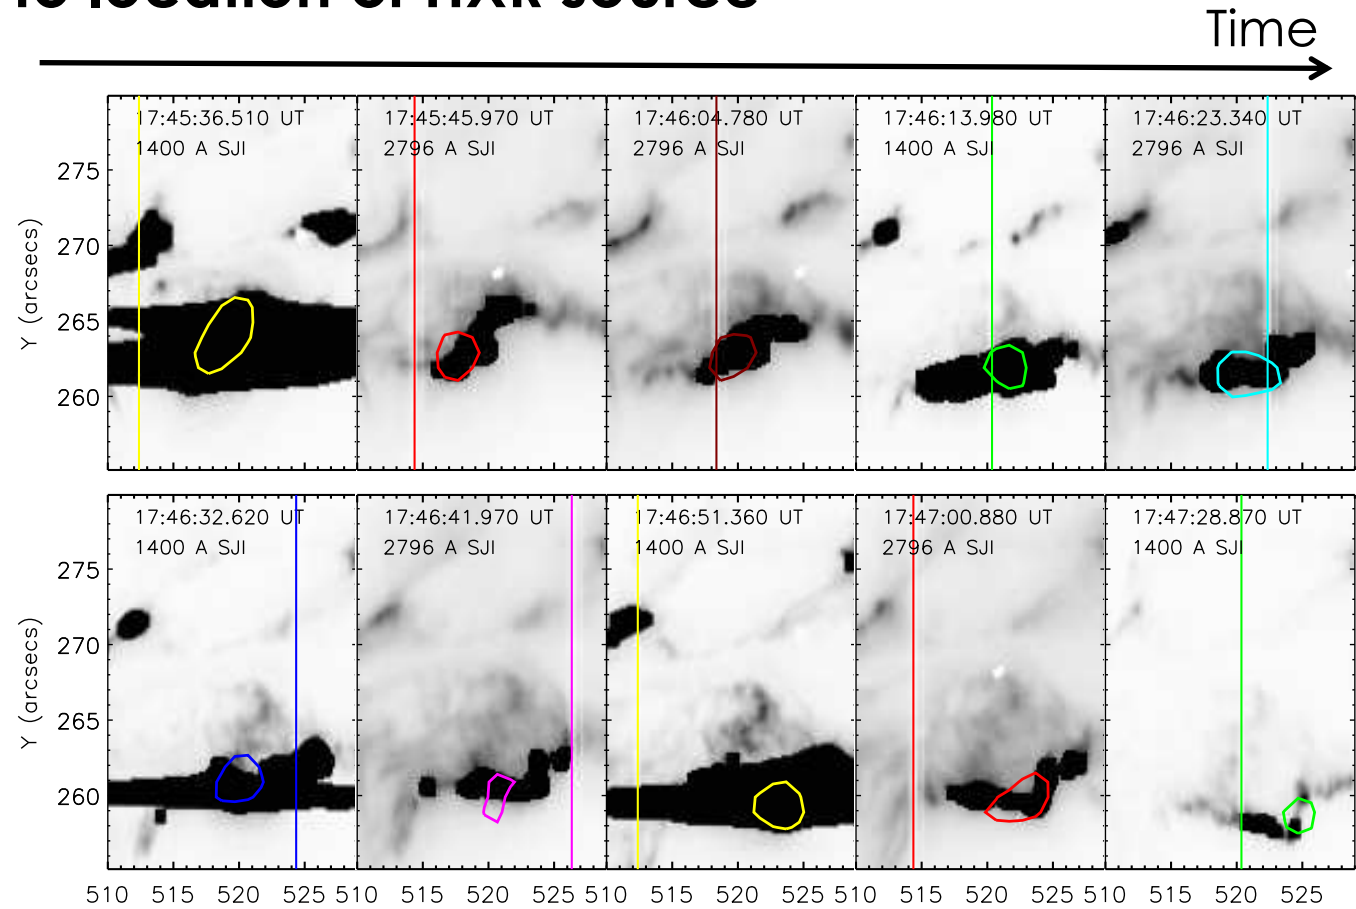 to location of HXR source
Time
17:45:36.510 UT
1400 A SJI
17:45:45.970 UT
2796 A SJI
17:46:04.780 UT
2796 A SJI
17:46:13.980 UT
1400 A SJI
17:46:23.340 UT
2796 A SJI
275
270
265
260
Y (arcsecs)
17:46:32.620 UT
1400 A SJI
17:46:41.970 UT
2796 A SJI
17:46:51.360 UT
1400 A SJI
17:47:00.880 UT
2796 A SJI
17:47:28.870 UT
1400 A SJI
275
270
265
260
Y (arcsecs)
510 515 520 525 510 515 520 525 510 515 520 525 510 515 520 525 510 515 520 525